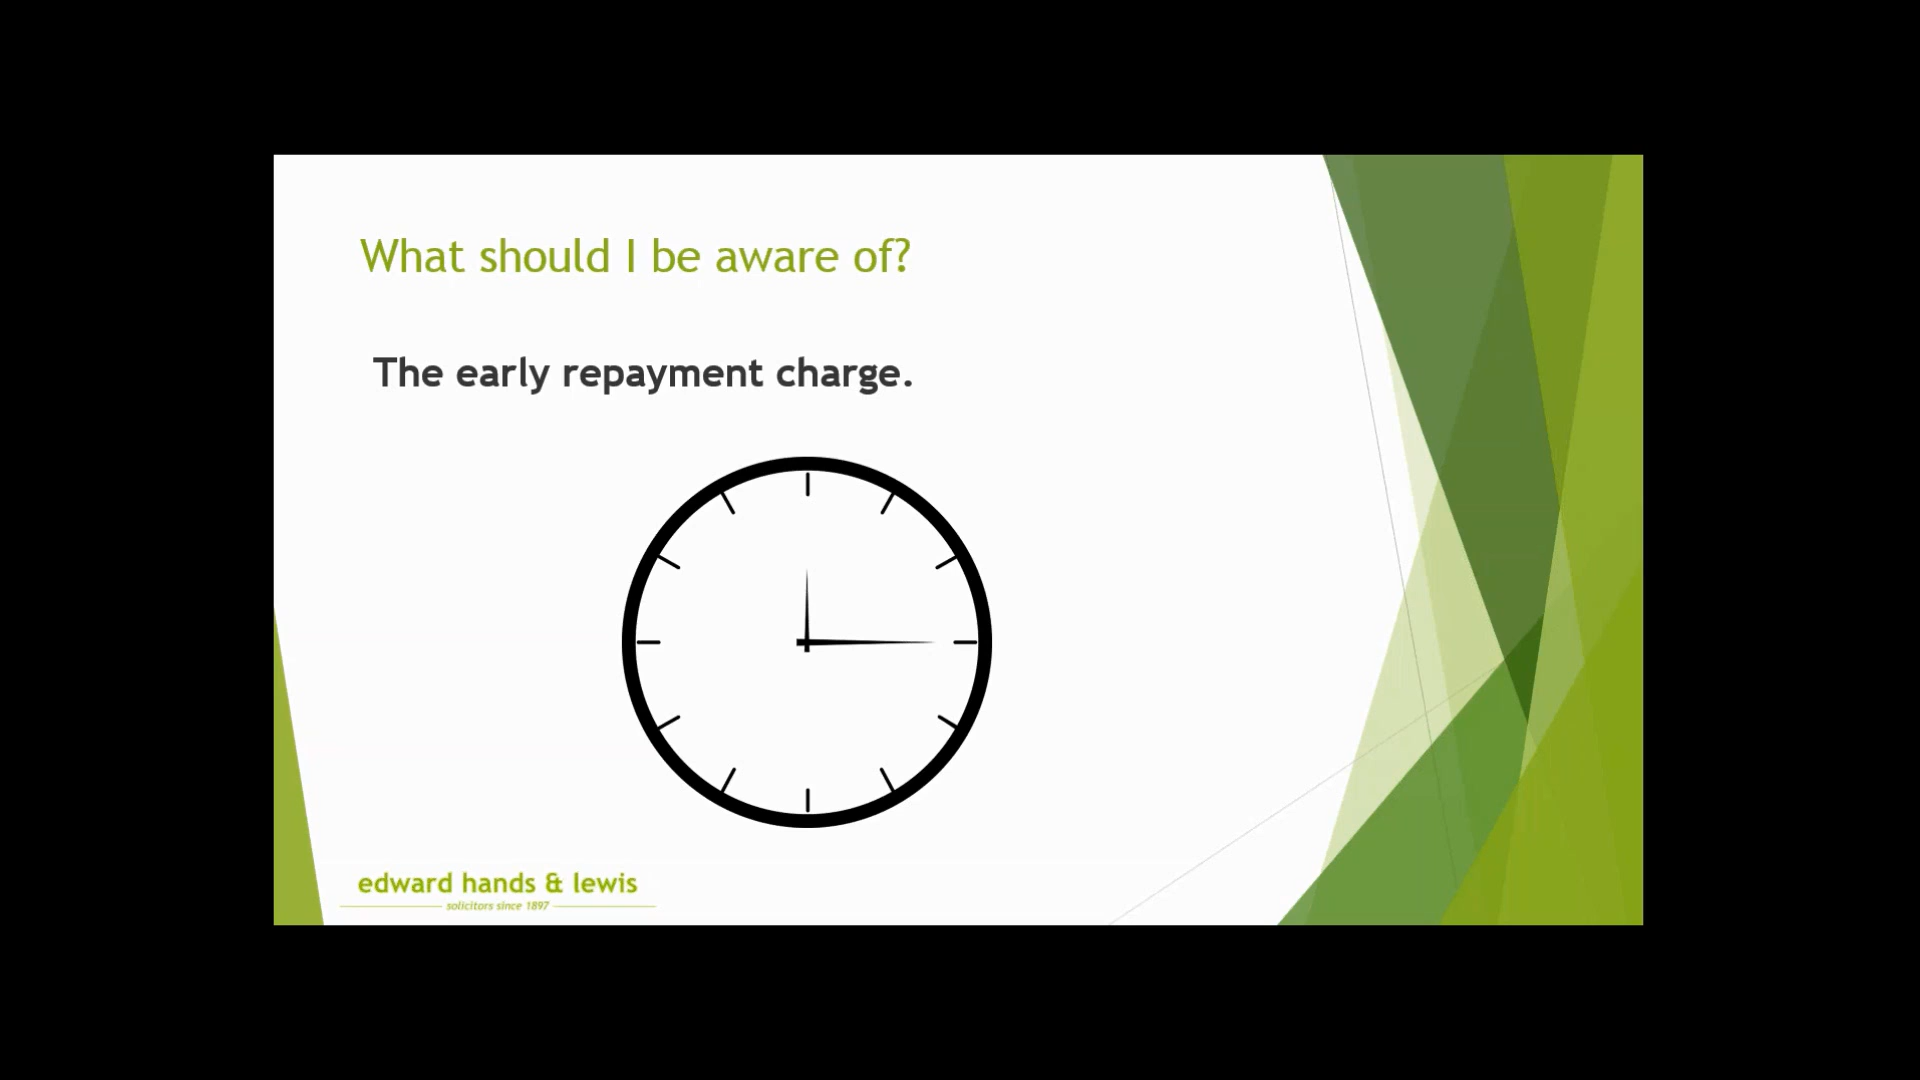 What should I be aware of?
The early repayment charge.
edward hands & lewis
solicitors since 1897